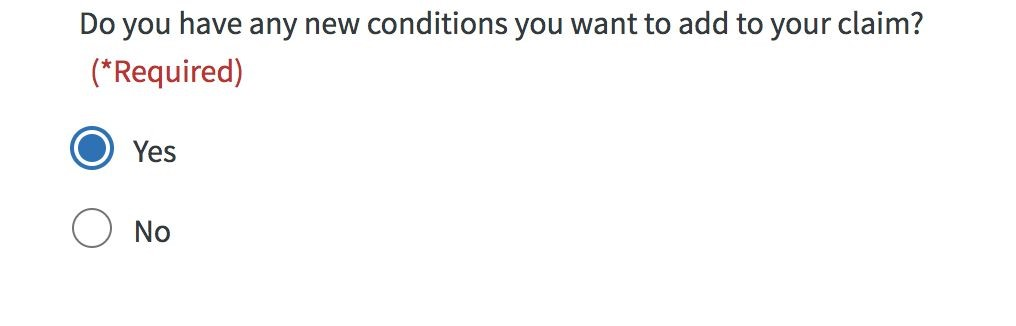 Do you have any new conditions you want to add to your claim?
(*Required)
Yes
No